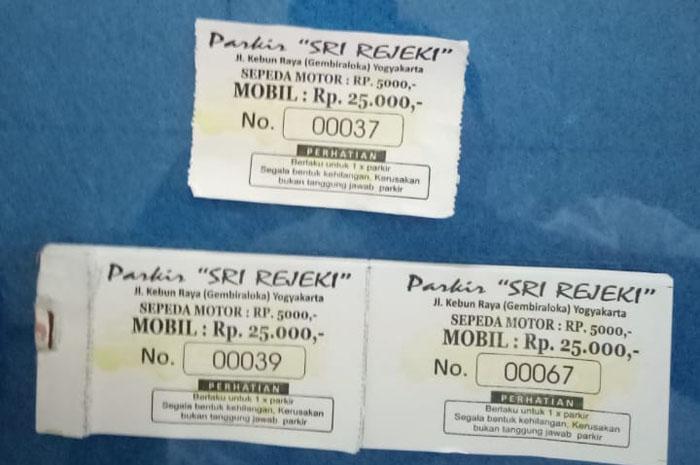 Parkir "SRI REJEKI"
Jl. Kebun Raya (Gembiraloka) Yogyakarta
SEPEDA MOTOR : RP. 5000,-
MOBIL : Rp. 25.000,-
No. 00037
PERHATIAN
Berlaku untuk 1 x parkir
Segala bentuk kehilangan, Kerusakan
bukan tanggung jawab parkir
Parkir "SRI REJEKI"
Jl. Kebun Raya (Gembiraloka) Yogyakarta
SEPEDA MOTOR : RP. 5000,-
MOBIL : Rp. 25.000,-
No. 00039
PERHATIAN
Berlaku untuk 1 x parkir
Segala bentuk kehilangan, Kerusakan
bukan tanggung jawab parkir
Parkir "SRI REJEKI"
Jl. Kebun Raya (Gembiraloka) Yogyakarta
SEPEDA MOTOR : RP. 5000,-
MOBIL : Rp. 25.000,-
No. 00067
PERHATIAN
Berlaku untuk 1 x parkir
Segala bentuk kehilangan, Kerusakan
bukan tanggung jawab parkir